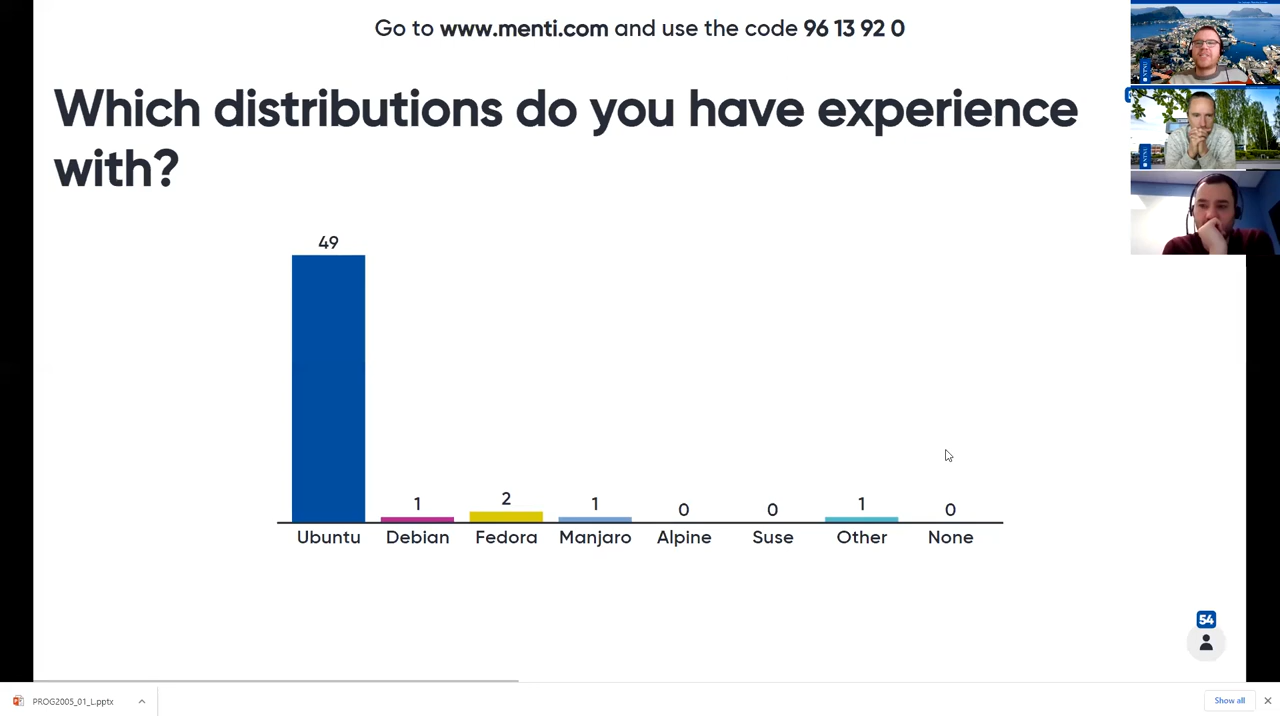 Go to www.menti.com and use the code 96 13 92 0
Which distributions do you have experience
with?
49
1
2
1
0
0
1
0
Ubuntu
Debian
Fedora
Manjaro
Alpine
Suse
Other
None
54
PROG2005_01_L.pptx
Show all
NTNU
NTNU